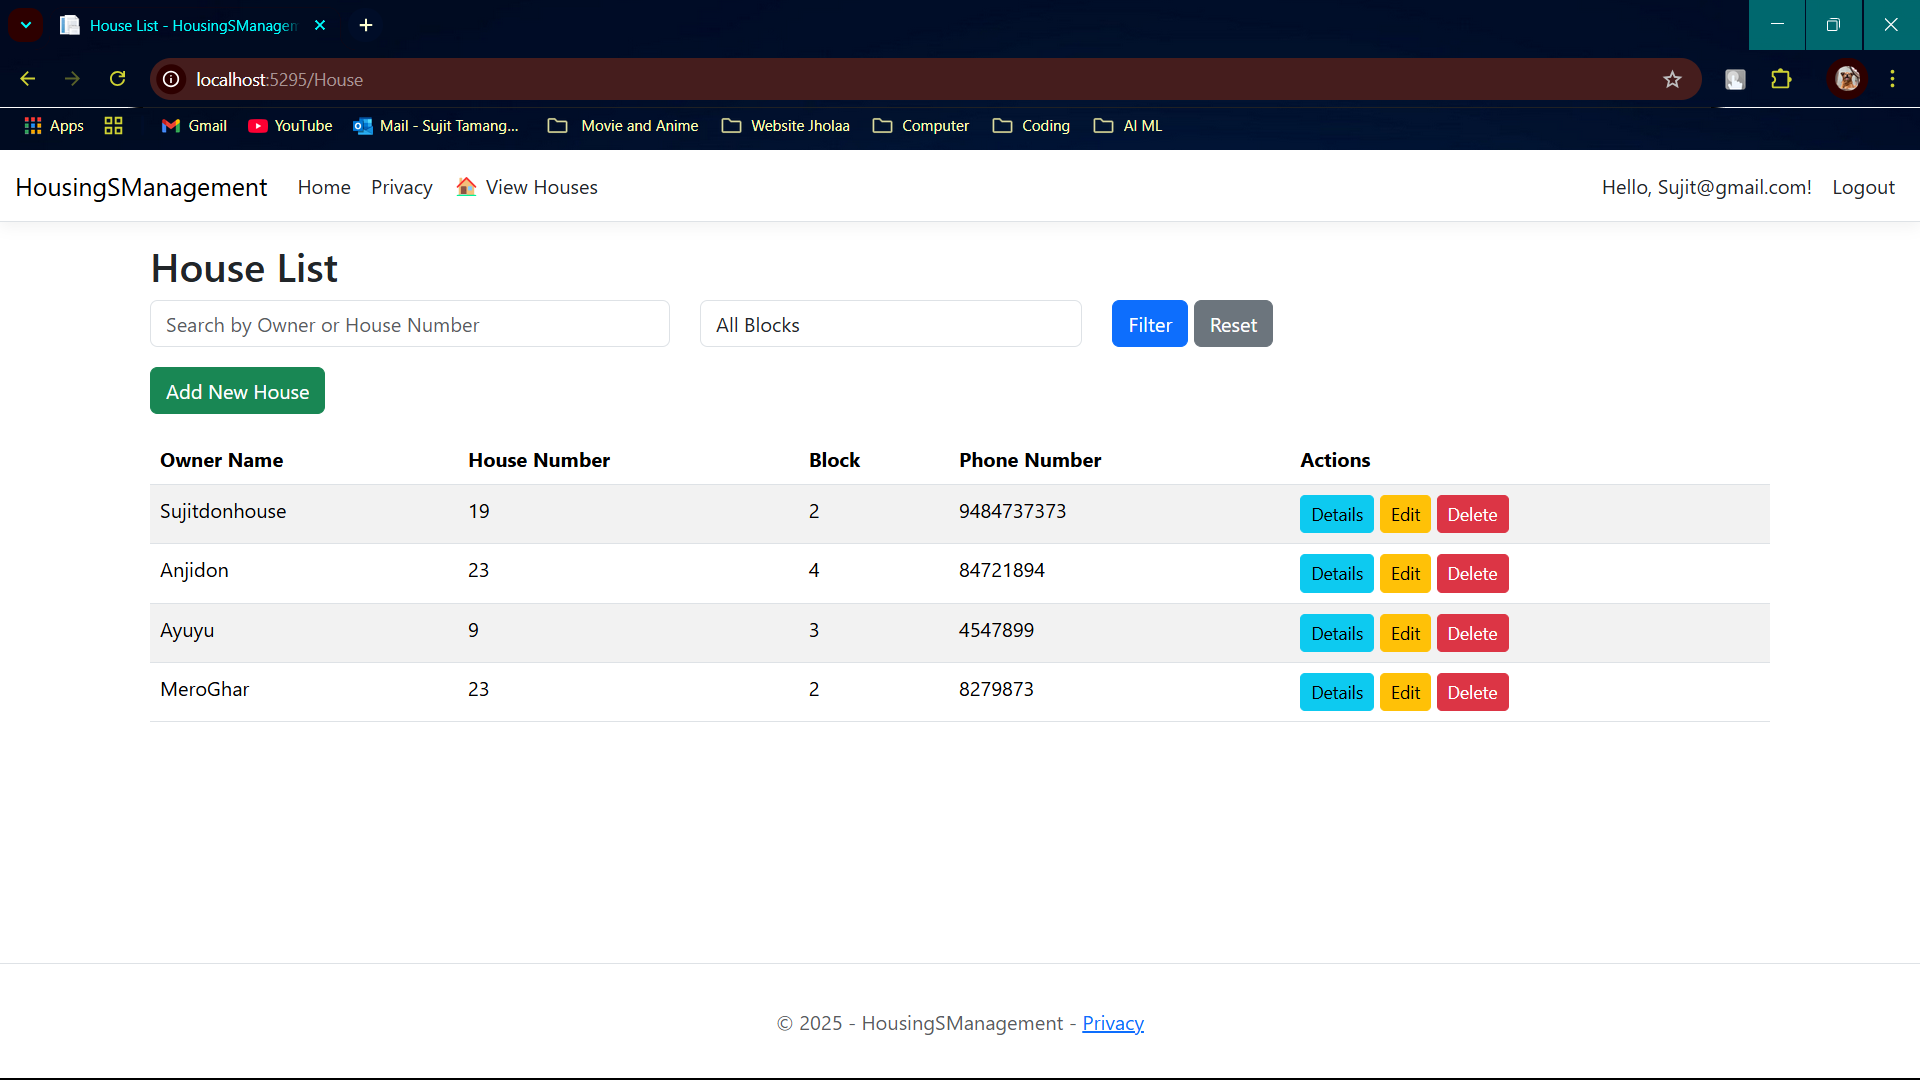 House List - HousingSManagem
localhost:5295/House
Apps Gmail YouTube Mail - Sujit Tamang... Movie and Anime Website Jholaa Computer Coding AI ML
HousingSManagement Home Privacy View Houses Hello, Sujit@gmail.com! Logout
House List
Search by Owner or House Number All Blocks Filter Reset
Add New House
Owner Name House Number Block Phone Number Actions
Sujitdonhouse 19 2 9484737373 Details Edit Delete
Anjidon 23 4 84721894 Details Edit Delete
Ayuyu 9 3 4547899 Details Edit Delete
MeroGhar 23 2 8279873 Details Edit Delete
© 2025 - HousingSManagement - Privacy